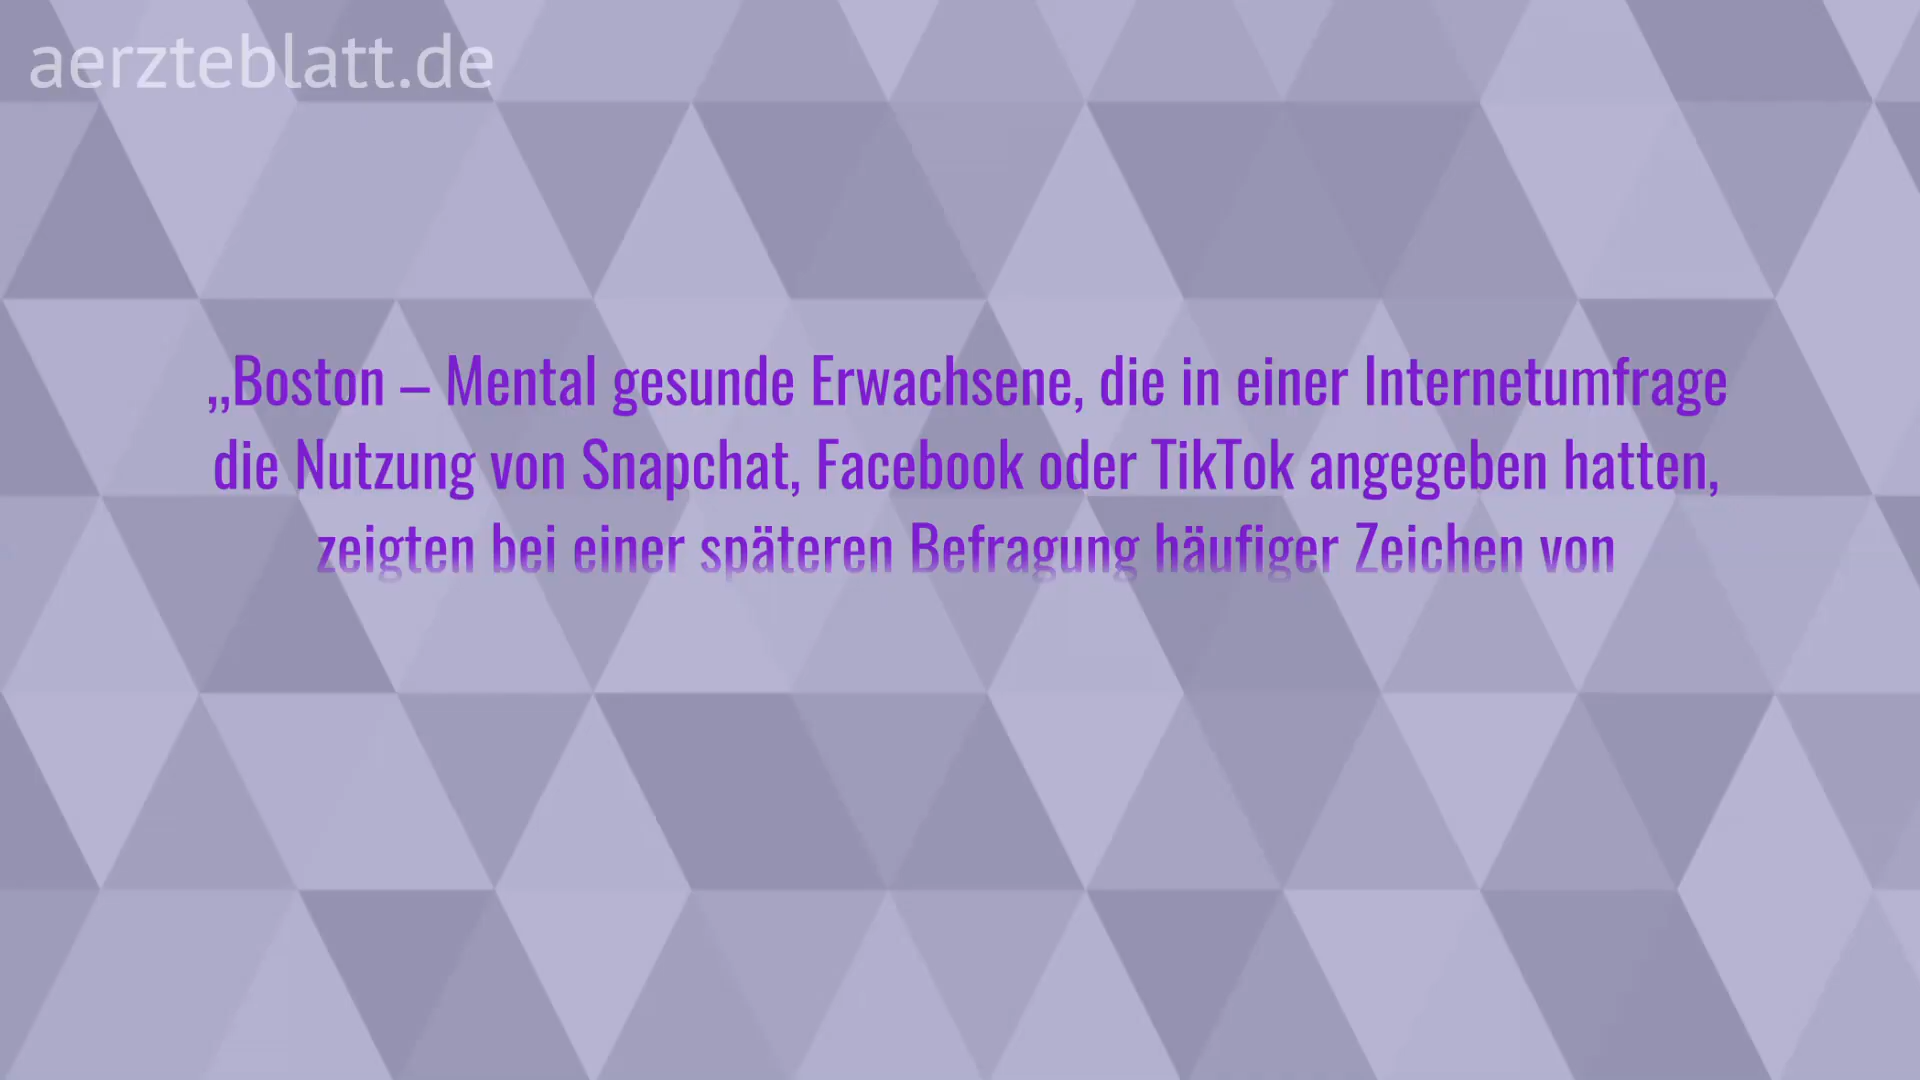 aerzteblatt.de
„Boston – Mental gesunde Erwachsene, die in einer Internetumfrage
die Nutzung von Snapchat, Facebook oder TikTok angegeben hatten,
zeigten bei einer späteren Befragung häufiger Zeichen von